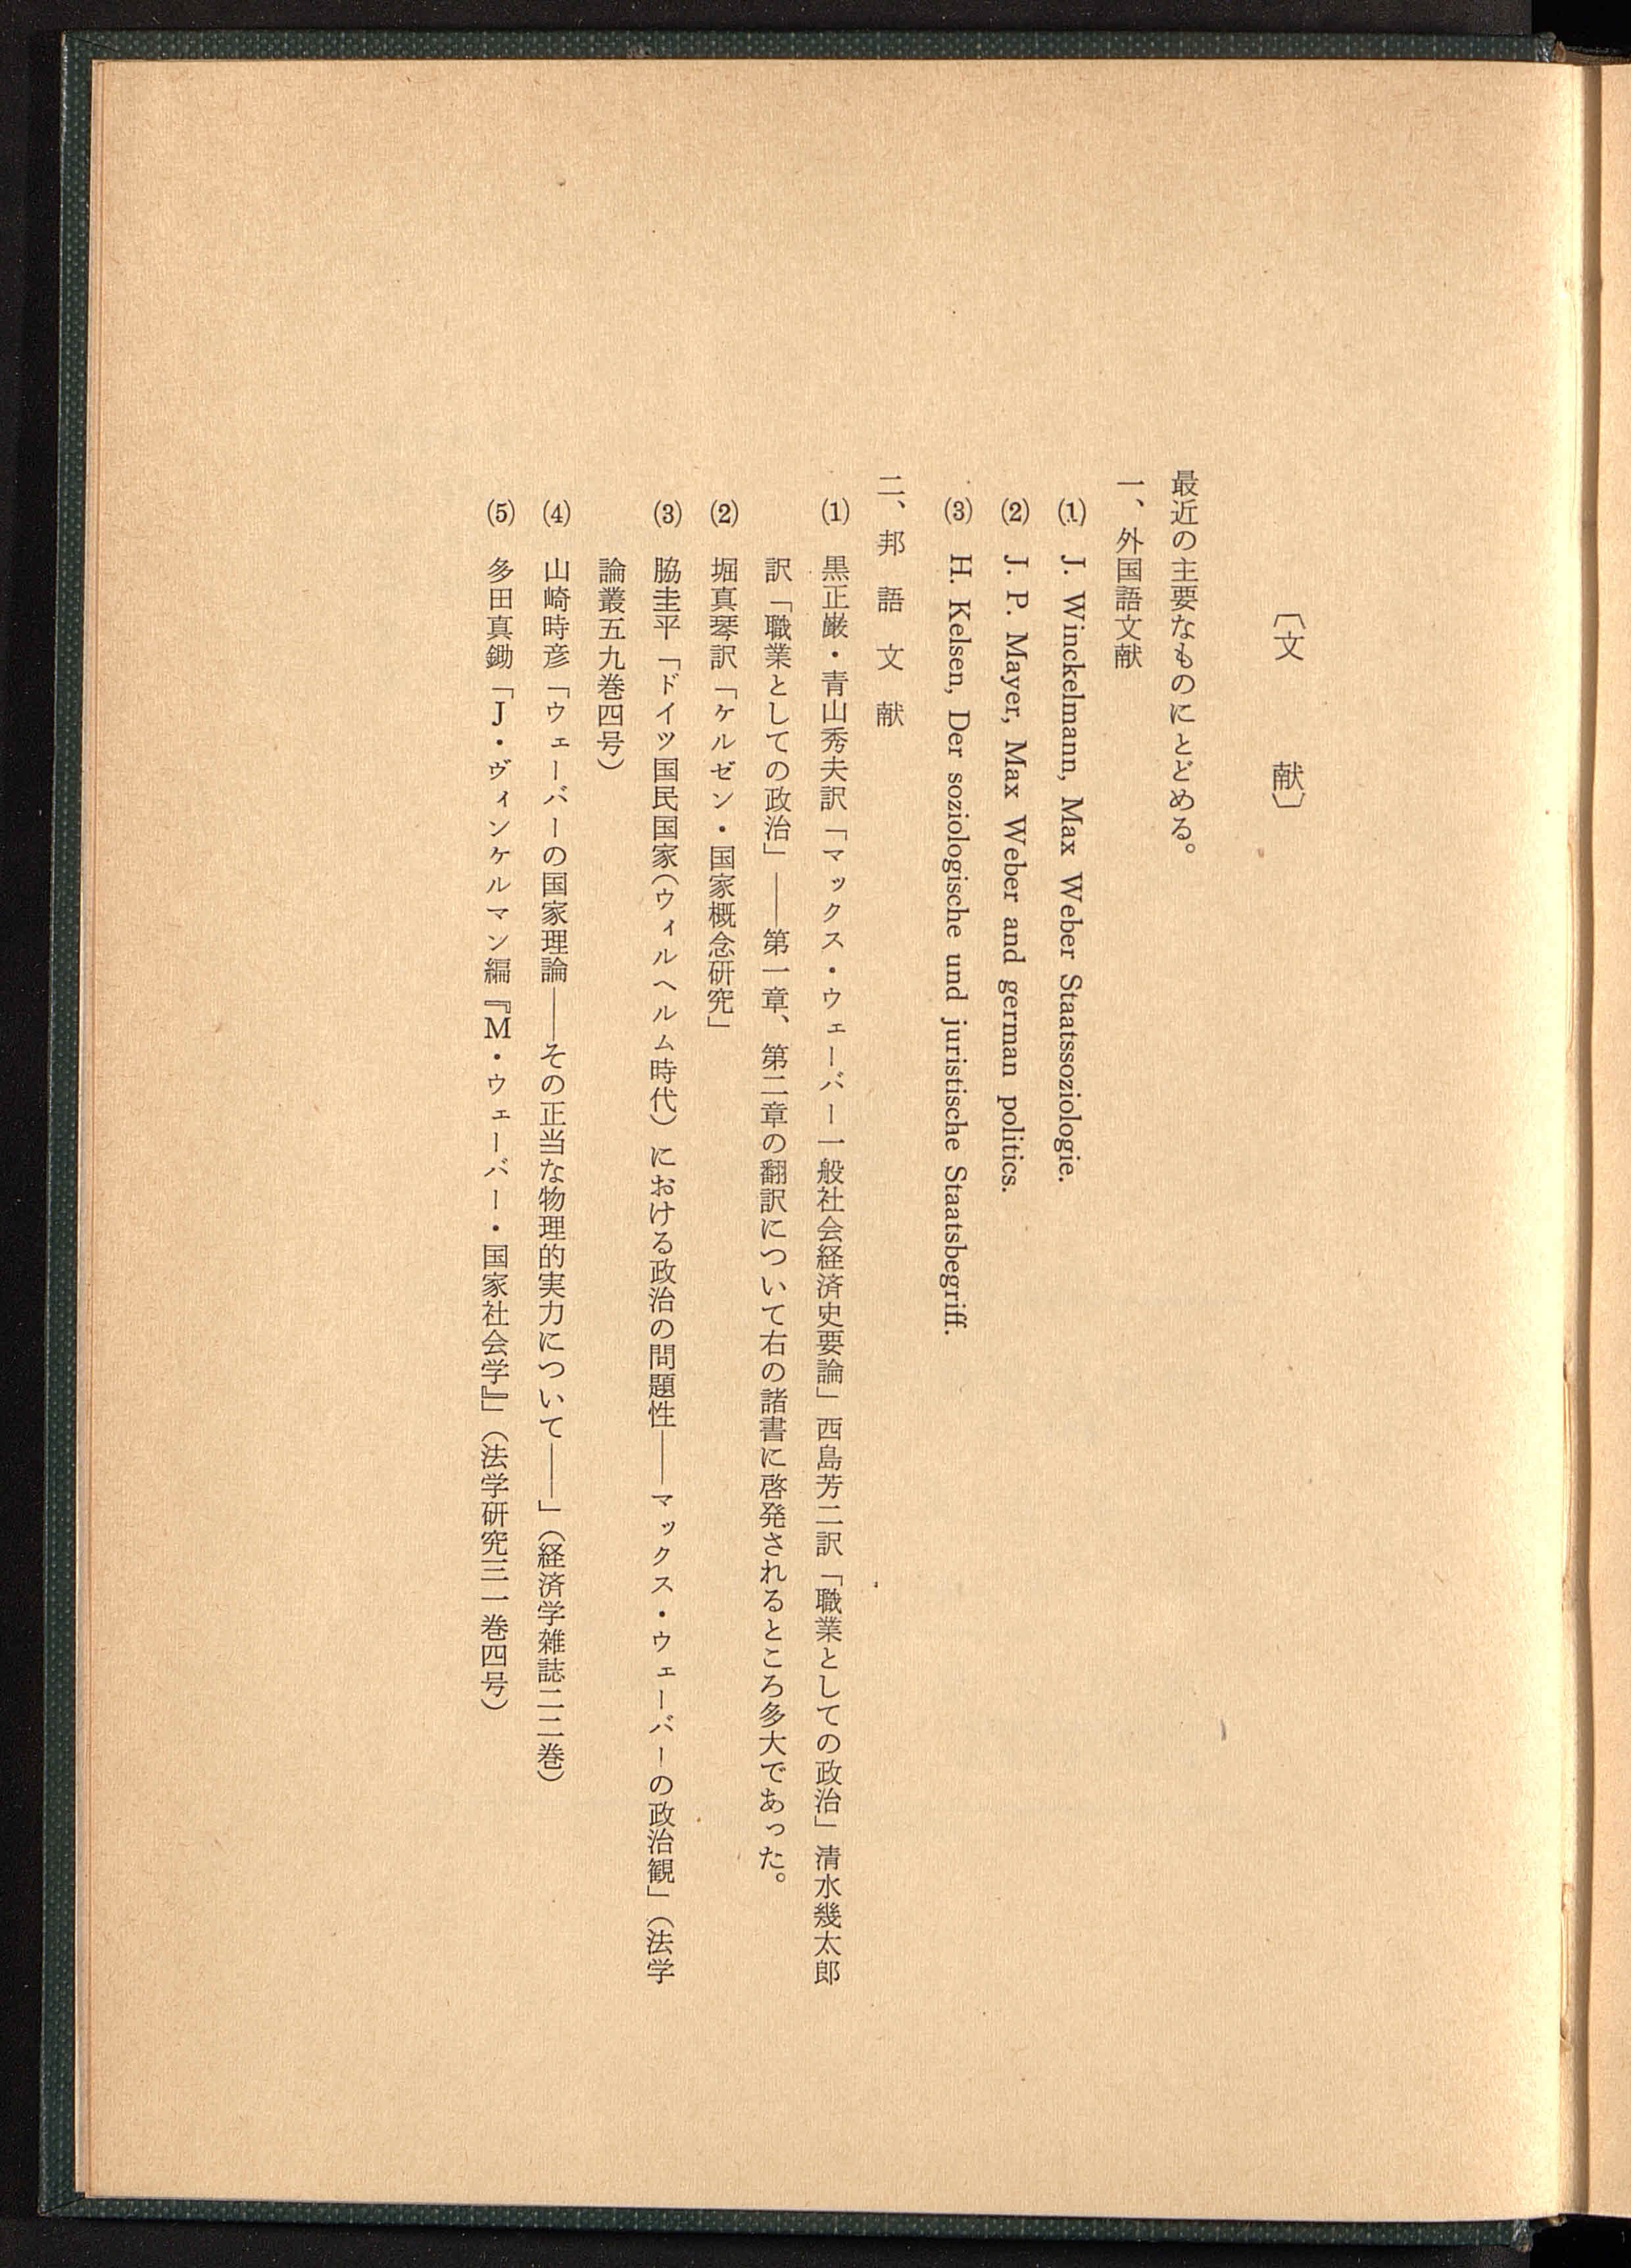 〔文　献〕
最近の主要なものにとどめる。
一、外国語文献
(1) J. Winckelmann, Max Weber Staatssoziologie.
(2) J. P. Mayer, Max Weber and german politics.
(3) H. Kelsen, Der soziologische und juristische Staatsbegriff.
二、邦語文献
(1) 黒正巌・青山秀夫訳「マックス・ウェーバー一般社会経済史要論」西島芳二訳「職業としての政治」清水幾太郎
訳「職業としての政治」――第一章、第二章の翻訳について右の諸書に啓発されるところ多大であった。
(2) 堀真琴訳「ケルゼン・国家概念研究」
(3) 脇圭平「ドイツ国民国家（ウィルヘルム時代）における政治の問題性――マックス・ウェーバーの政治観」（法学
論叢五九巻四号）
(4) 山崎時彦「ウェーバーの国家理論――その正当な物理的実力について――」（経済学雑誌二二巻）
(5) 多田真鋤「J・ヴィンケルマン編『M・ウェーバー・国家社会学』」（法学研究三一巻四号）